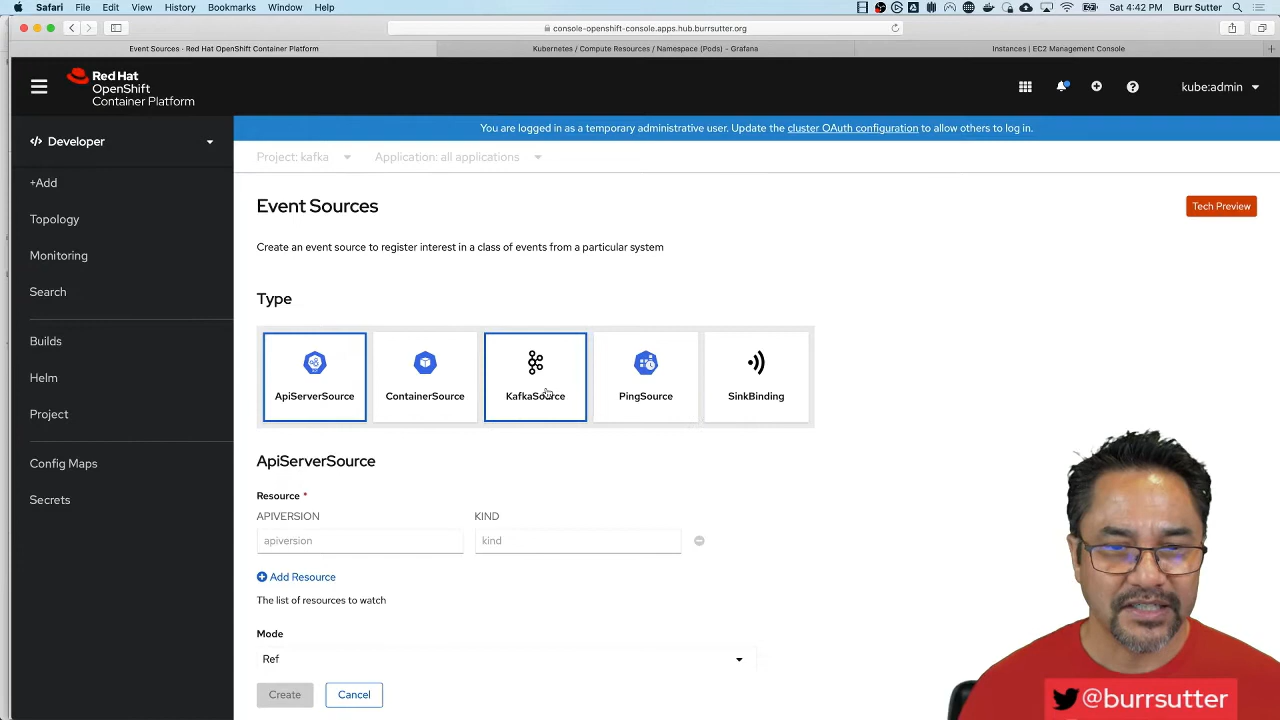 Safari File Edit View History Bookmarks Window Help
Sat 4:42 PM Burr Sutter
console-openshift-console.apps.hub.burrsutter.org
Event Sources · Red Hat OpenShift Container Platform
Kubernetes / Compute Resources / Namespace (Pods) - Grafana
Instances | EC2 Management Console
Red Hat
OpenShift
Container Platform
kube:admin
You are logged in as a temporary administrative user. Update the cluster OAuth configuration to allow others to log in.
Developer
Project: kafka
Application: all applications
+Add
Topology
Monitoring
Search
Builds
Helm
Project
Config Maps
Secrets
Event Sources
Tech Preview
Create an event source to register interest in a class of events from a particular system
Type
ApiServerSource
ContainerSource
KafkaSource
PingSource
SinkBinding
ApiServerSource
Resource *
APIVERSION
KIND
apiversion
kind
Add Resource
The list of resources to watch
Mode
Ref
Create
Cancel
@burrsutter